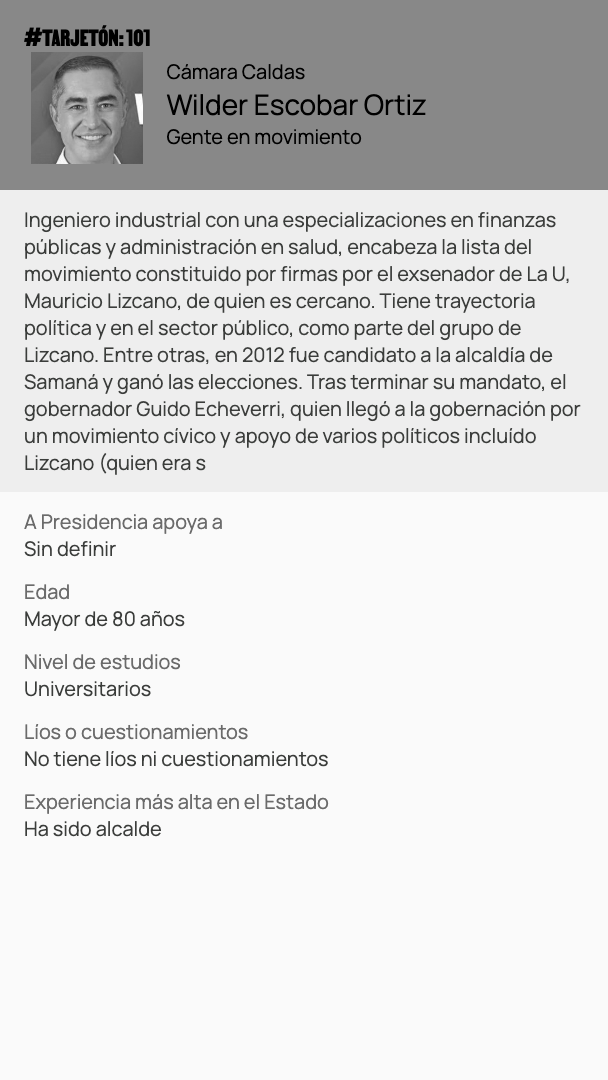 #TARJETÓN: 101
Cámara Caldas
Wilder Escobar Ortiz
Gente en movimiento
Ingeniero industrial con una especializaciones en finanzas
públicas y administración en salud, encabeza la lista del
movimiento constituido por firmas por el exsenador de La U,
Mauricio Lizcano, de quien es cercano. Tiene trayectoria
política y en el sector público, como parte del grupo de
Lizcano. Entre otras, en 2012 fue candidato a la alcaldía de
Samaná y ganó las elecciones. Tras terminar su mandato, el
gobernador Guido Echeverri, quien llegó a la gobernación por
un movimiento cívico y apoyo de varios políticos incluído
Lizcano (quien era s
A Presidencia apoya a
Sin definir
Edad
Mayor de 80 años
Nivel de estudios
Universitarios
Líos o cuestionamientos
No tiene líos ni cuestionamientos
Experiencia más alta en el Estado
Ha sido alcalde